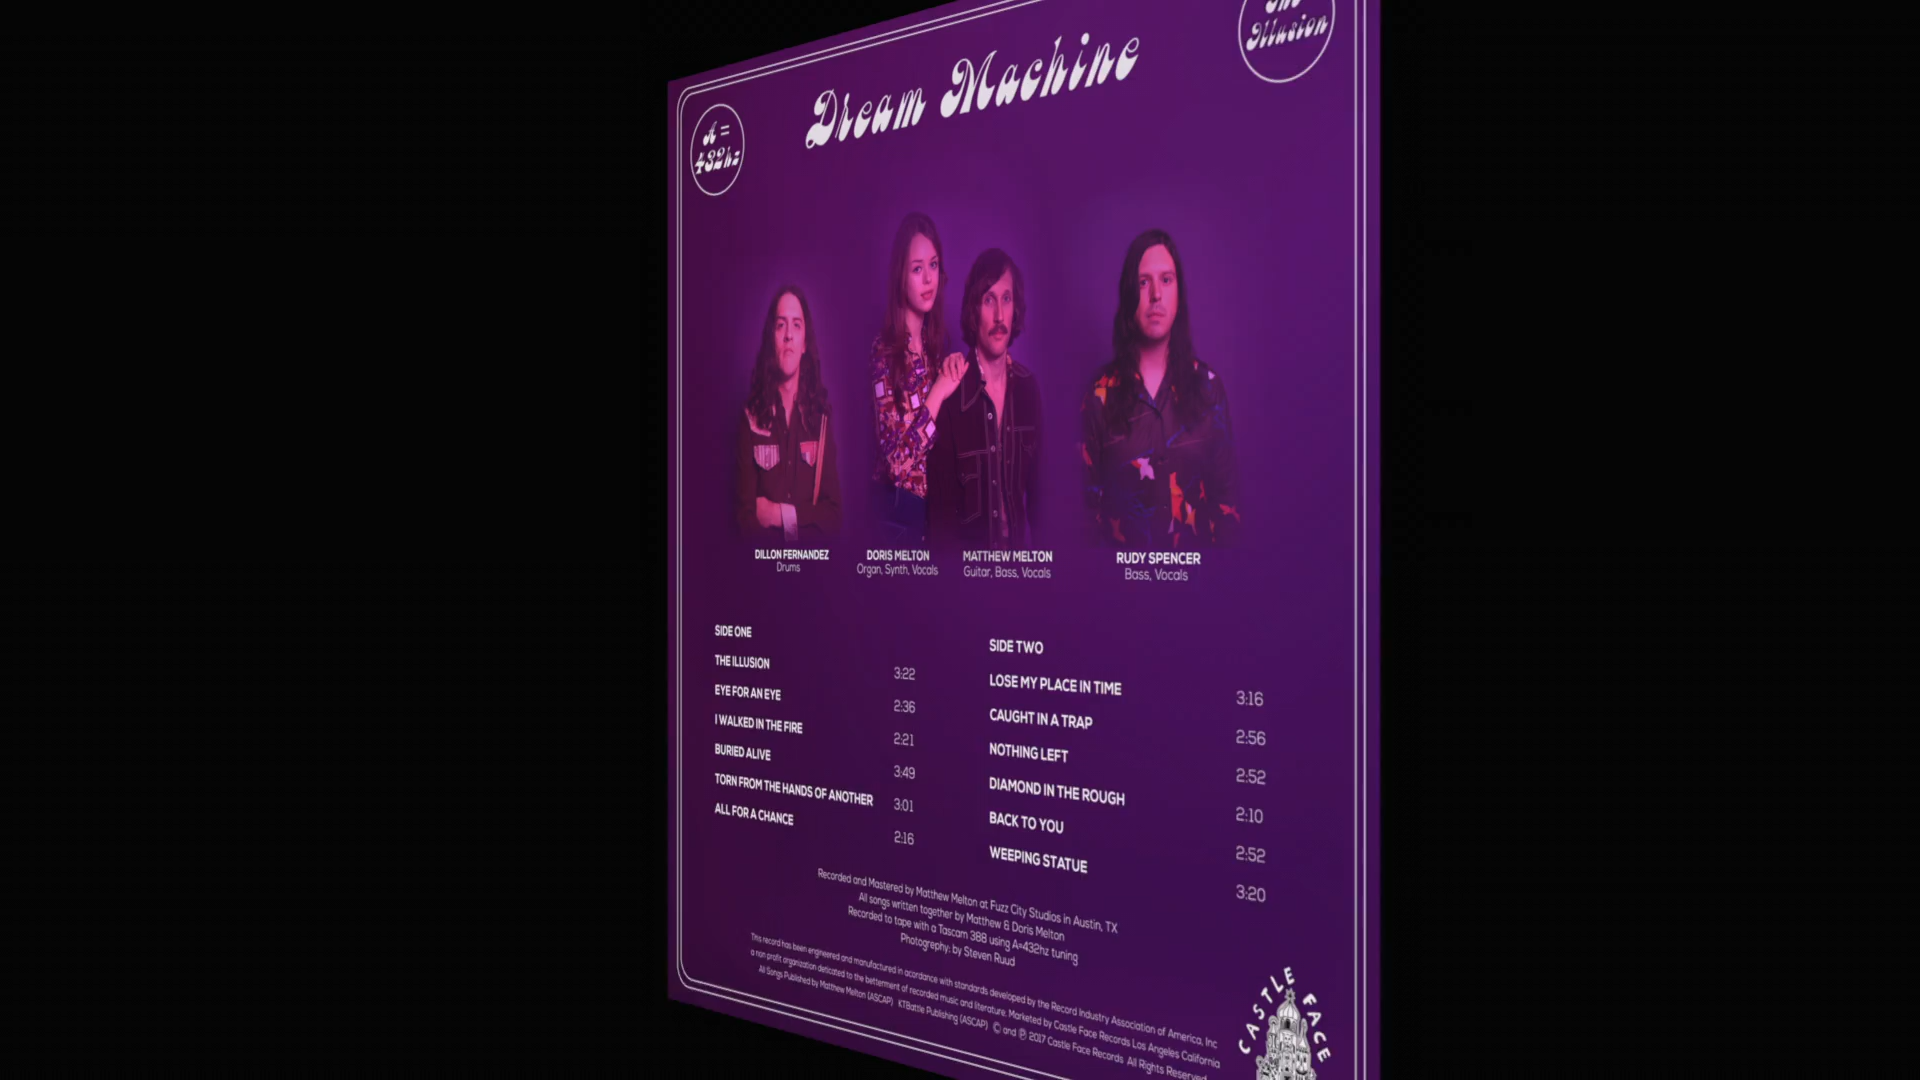 The
Illusion
Dream Machine
A =
432hz
DILLON FERNANDEZ
Drums
DORIS MELTON
Organ, Synth, Vocals
MATTHEW MELTON
Guitar, Bass, Vocals
RUDY SPENCER
Bass, Vocals
SIDE ONE
THE ILLUSION 3:22
EYE FOR AN EYE 2:36
I WALKED IN THE FIRE 2:21
BURIED ALIVE 3:49
TORN FROM THE HANDS OF ANOTHER 3:01
ALL FOR A CHANCE 2:16
SIDE TWO
LOSE MY PLACE IN TIME 3:16
CAUGHT IN A TRAP 2:56
NOTHING LEFT 2:52
DIAMOND IN THE ROUGH 2:10
BACK TO YOU 2:52
WEEPING STATUE 3:20
Recorded and Mastered by Matthew Melton at Fuzz City Studios in Austin, TX
All songs written together by Matthew & Doris Melton
Recorded to tape with a Tascam 388 using A=432hz tuning
Photogrephy: by Steven Ruud
This record has been engineered and manufactured in acordance with standards developed by the Record Industry Association of America, Inc
a non profit organization deticated to the betterment of recorded music and literature. Marketed by Castle Face Records Los Angeles California
All Songs Published by Matthew Melton (ASCAP) KTBattle Publishing (ASCAP) © and ℗ 2017 Castle Face Records All Rights Reserved
CASTLE FACE